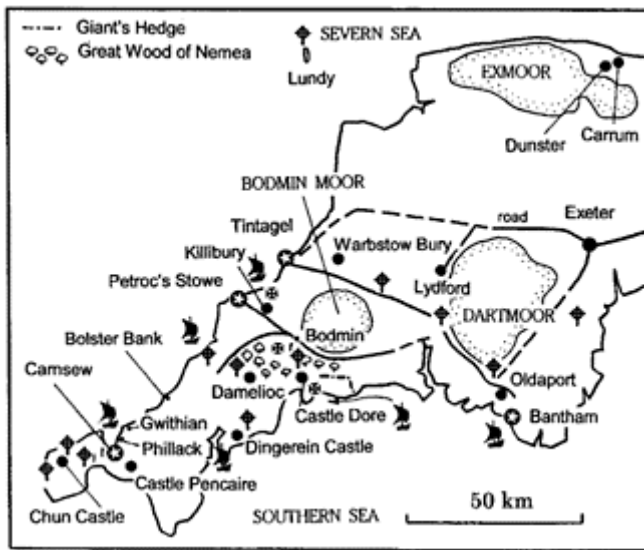 Giant's Hedge
Great Wood of Nemea
SEVERN SEA
Lundy
EXMOOR
Dunster
Carrum
BODMIN MOOR
Tintagel
road
Exeter
Killibury
Warbstow Bury
Petroc's Stowe
Lydford
DARTMOOR
Bolster Bank
Bodmin
Carnsew
Damelioc
Oldaport
Castle Dore
Bantham
Gwithian
Phillack
Dingerein Castle
Castle Pencaire
Chun Castle
SOUTHERN SEA
50 km